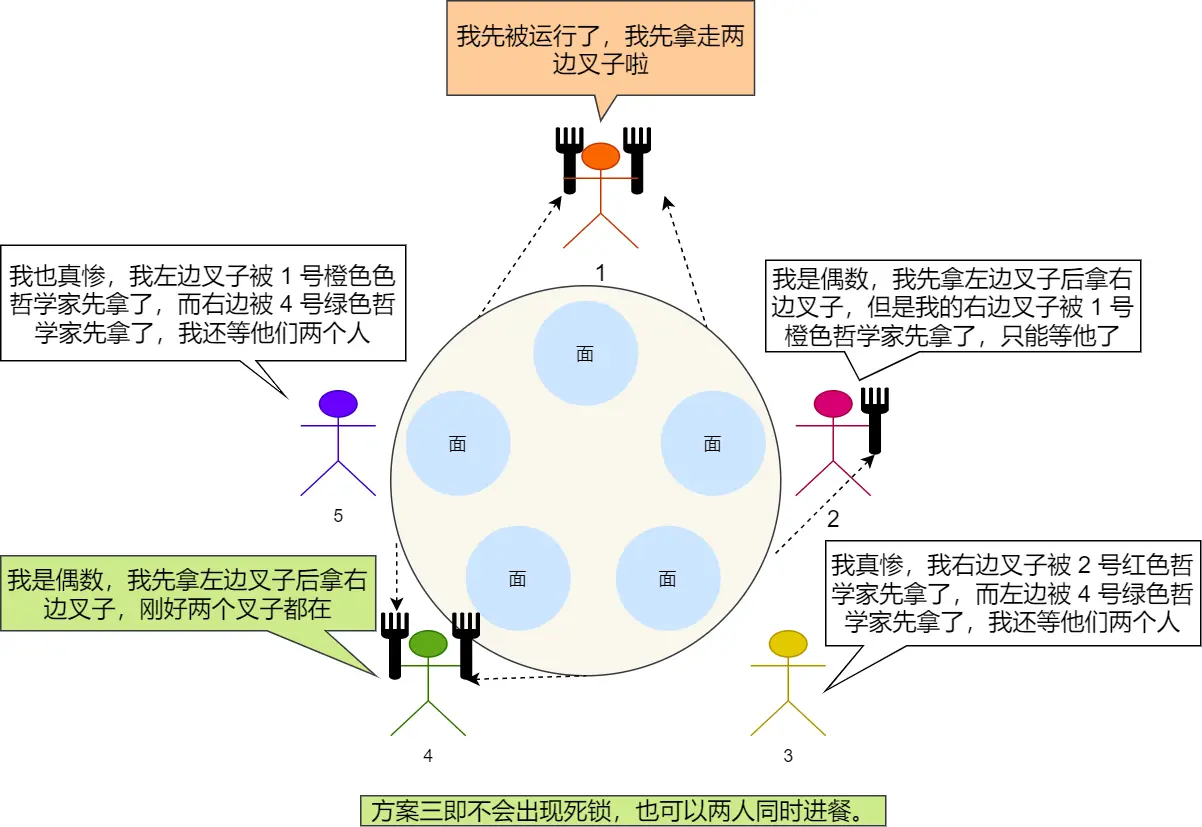 我先被运行了，我先拿走两
边叉子啦
1
我也真惨，我左边叉子被 1 号橙色色
哲学家先拿了，而右边被 4 号绿色哲
学家先拿了，我还等他们两个人
我是偶数，我先拿左边叉子后拿右
边叉子，但是我的右边叉子被 1 号
橙色哲学家先拿了，只能等他了
面
面
面
5
2
我是偶数，我先拿左边叉子后拿右
边叉子，刚好两个叉子都在
面
面
我真惨，我右边叉子被 2 号红色哲
学家先拿了，而左边被 4 号绿色哲
学家先拿了，我还等他们两个人
4
3
方案三即不会出现死锁，也可以两人同时进餐。